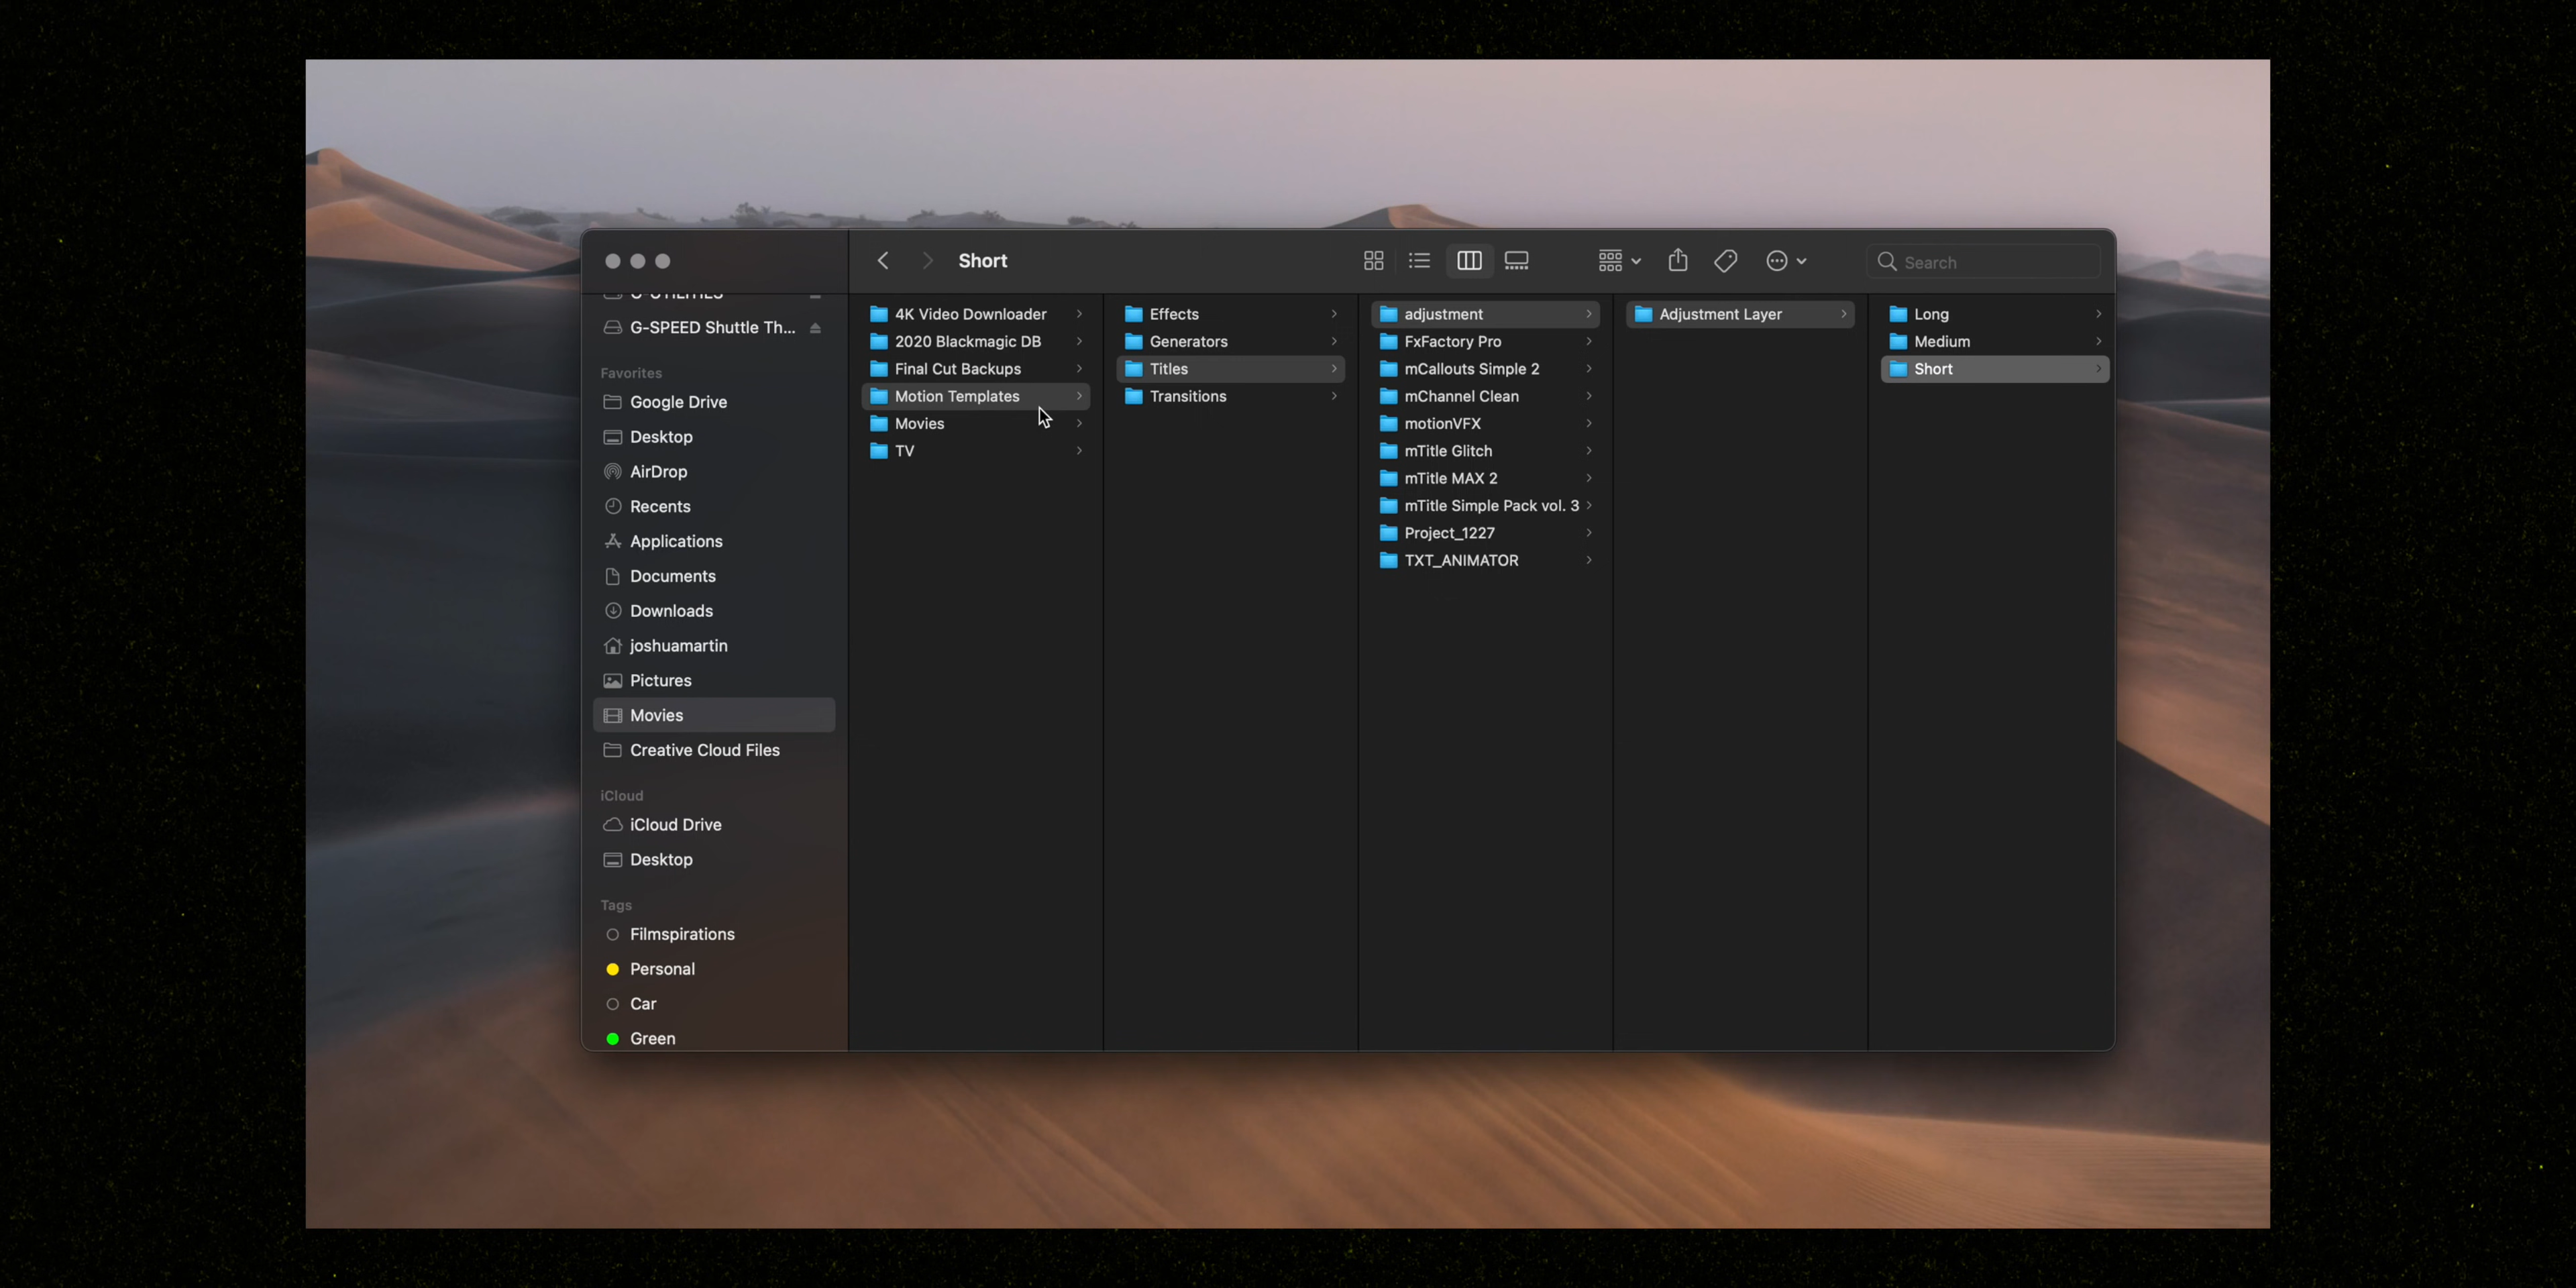 Short
Search
G-UTILITIES
G-SPEED Shuttle Th...
Favorites
Google Drive
Desktop
AirDrop
Recents
Applications
Documents
Downloads
joshuamartin
Pictures
Movies
Creative Cloud Files
iCloud
iCloud Drive
Desktop
Tags
Filmspirations
Personal
Car
Green
4K Video Downloader
2020 Blackmagic DB
Final Cut Backups
Motion Templates
Movies
TV
Effects
Generators
Titles
Transitions
adjustment
FxFactory Pro
mCallouts Simple 2
mChannel Clean
motionVFX
mTitle Glitch
mTitle MAX 2
mTitle Simple Pack vol. 3
Project_1227
TXT_ANIMATOR
Adjustment Layer
Long
Medium
Short